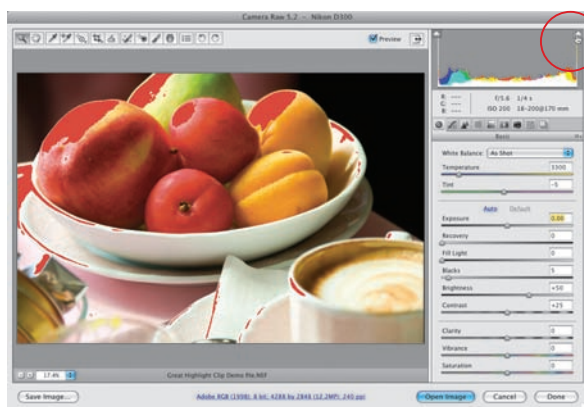 Camera Raw 5.2 - Nikon D300
Preview
R: ---
G: ---
B: ---
f/5.6 1/4 s
ISO 200 18-200@170 mm
Basic
White Balance: As Shot
Temperature 3300
Tint -5
Auto Default
Exposure 0.00
Recovery 0
Fill Light 0
Blacks 5
Brightness +50
Contrast +25
Clarity 0
Vibrance 0
Saturation 0
17.4%
Great Highlight Clip Demo Pic.NEF
Save Image...
Adobe RGB (1998); 8 bit; 4288 by 2848 (12.2MP); 240 ppi
Open Image
Cancel
Done